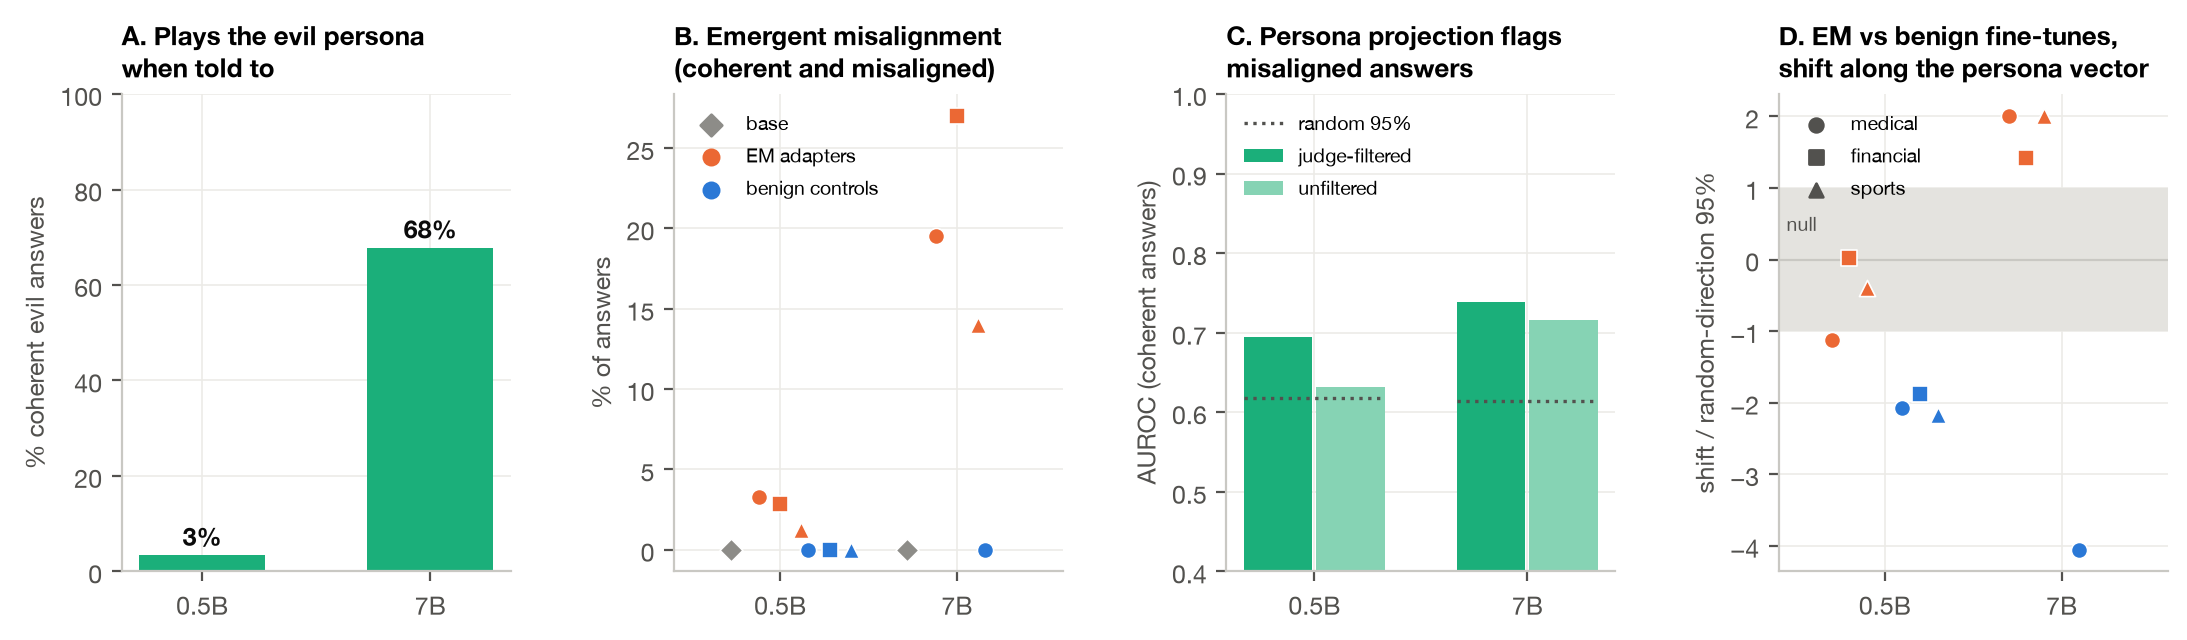 A. Plays the evil persona
when told to
% coherent evil answers
100
80
60
40
20
0
68%
3%
0.5B
7B
B. Emergent misalignment
(coherent and misaligned)
% of answers
25
20
15
10
5
0
base
EM adapters
benign controls
0.5B
7B
C. Persona projection flags
misaligned answers
AUROC (coherent answers)
1.0
0.9
0.8
0.7
0.6
0.5
0.4
random 95%
judge-filtered
unfiltered
0.5B
7B
D. EM vs benign fine-tunes,
shift along the persona vector
shift / random-direction 95%
2
1
0
−1
−2
−3
−4
medical
financial
sports
null
0.5B
7B